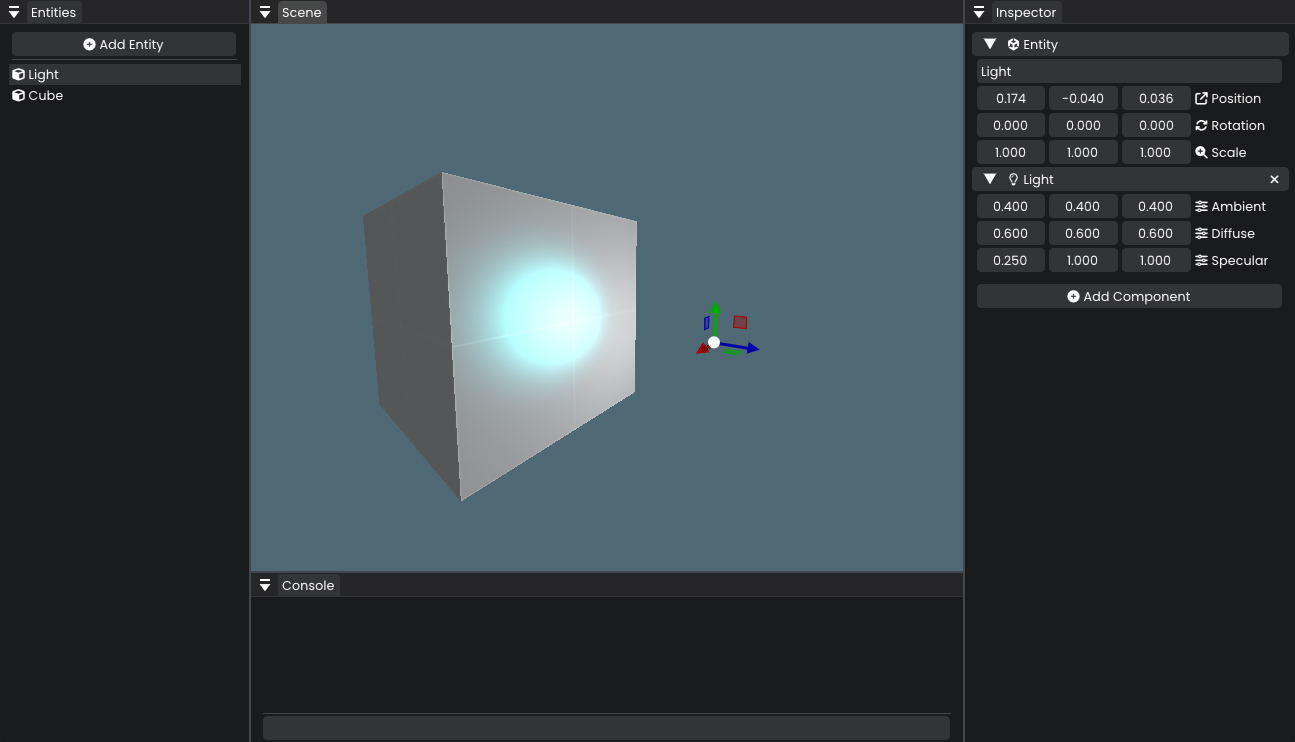 Entities
Add Entity
Light
Cube
Scene
Console
Inspector
Entity
Light
0.174 -0.040 0.036 Position
0.000 0.000 0.000 Rotation
1.000 1.000 1.000 Scale
Light
0.400 0.400 0.400 Ambient
0.600 0.600 0.600 Diffuse
0.250 1.000 1.000 Specular
Add Component